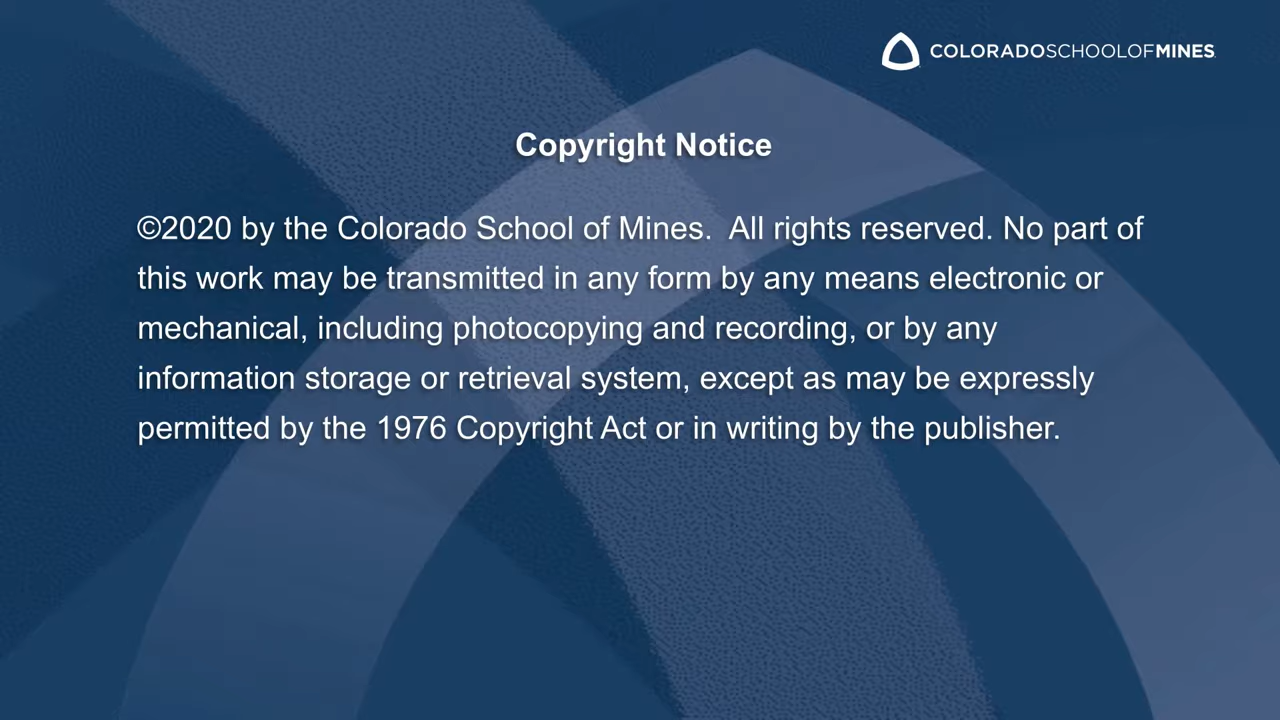 COLORADOSCHOOLOFMINES
Copyright Notice
©2020 by the Colorado School of Mines.  All rights reserved. No part of
this work may be transmitted in any form by any means electronic or
mechanical, including photocopying and recording, or by any
information storage or retrieval system, except as may be expressly
permitted by the 1976 Copyright Act or in writing by the publisher.